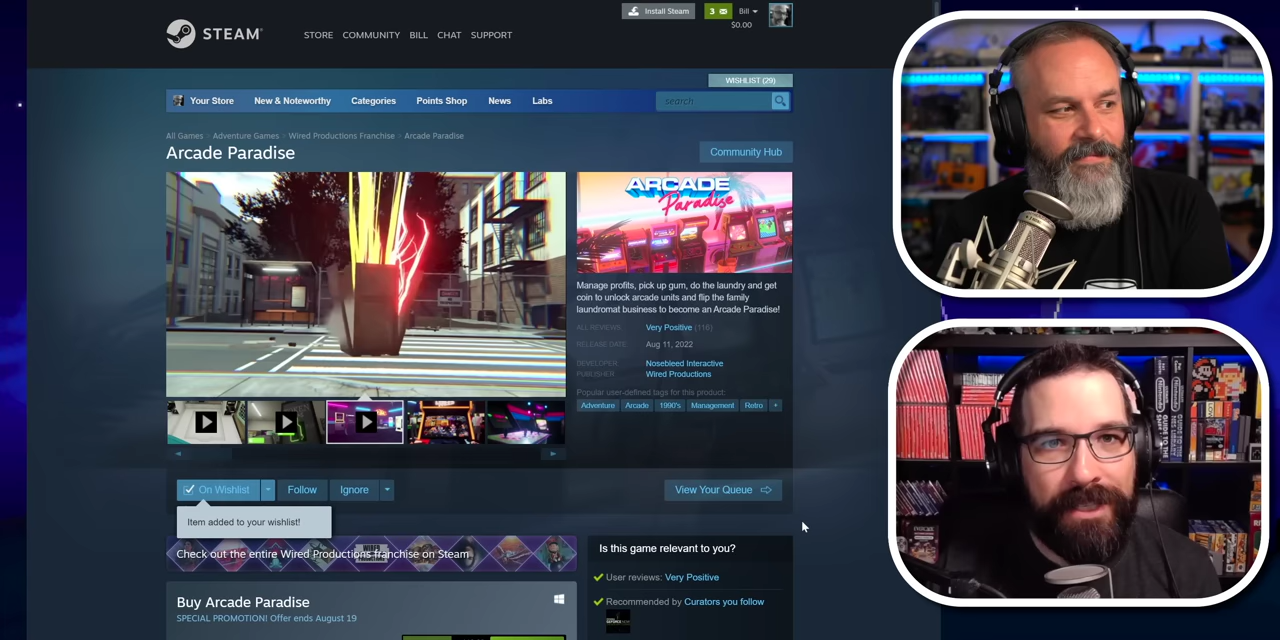 Install Steam
3
Bill
$0.00
STEAM
STORE COMMUNITY BILL CHAT SUPPORT
WISHLIST (29)
Your Store New & Noteworthy Categories Points Shop News Labs
search
All Games > Adventure Games > Wired Productions Franchise > Arcade Paradise
Arcade Paradise
Community Hub
ARCADE
Paradise
Manage profits, pick up gum, do the laundry and get
coin to unlock arcade units and flip the family
laundromat business to become an Arcade Paradise!
ALL REVIEWS: Very Positive (116)
RELEASE DATE: Aug 11, 2022
DEVELOPER: Nosebleed Interactive
PUBLISHER: Wired Productions
Popular user-defined tags for this product:
Adventure Arcade 1990's Management Retro +
On Wishlist Follow Ignore
View Your Queue
Item added to your wishlist!
Check out the entire Wired Productions franchise on Steam
Is this game relevant to you?
User reviews: Very Positive
Buy Arcade Paradise
Recommended by Curators you follow
SPECIAL PROMOTION! Offer ends August 19